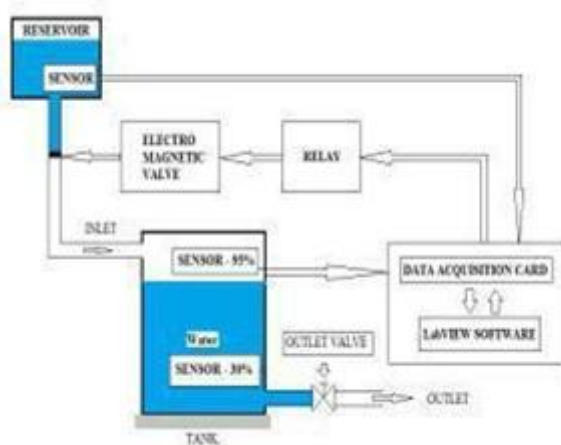 RESERVOIR
SENSOR
ELECTRO
MAGNETIC
VALVE
RELAY
INLET
SENSOR - 95%
DATA ACQUISITION CARD
LabVIEW SOFTWARE
Water
OUTLET VALVE
SENSOR - 30%
OUTLET
TANK